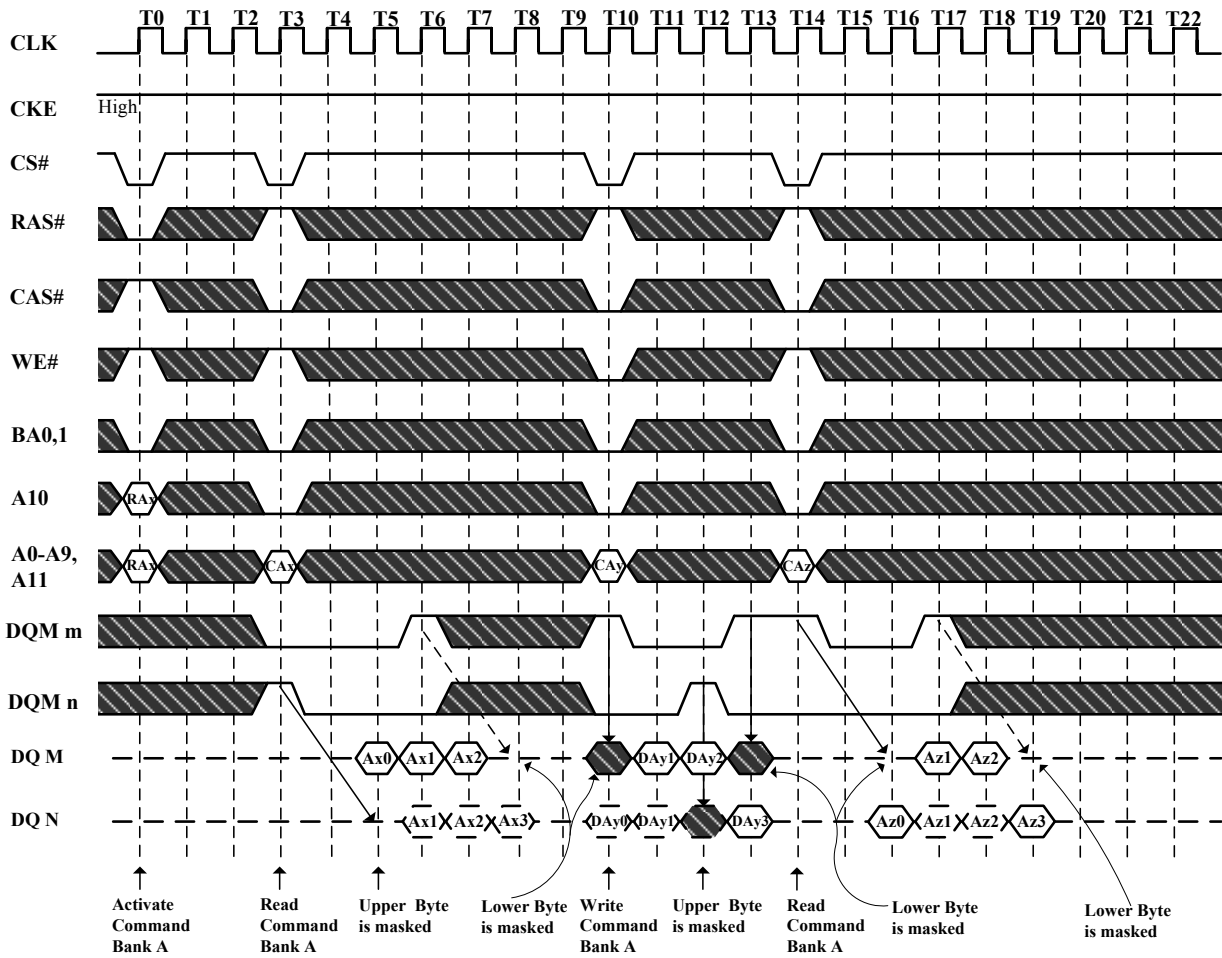 T0 T1 T2 T3 T4 T5 T6 T7 T8 T9 T10 T11 T12 T13 T14 T15 T16 T17 T18 T19 T20 T21 T22
CLK
CKE High
CS#
RAS#
CAS#
WE#
BA0,1
A10 RAx
A0-A9,
A11
RAx CAx CAy CAz
DQM m
DQM n
DQ M Ax0 Ax1 Ax2 DAy1 DAy2 Az1 Az2
DQ N Ax1 Ax2 Ax3 DAy0 DAy1 DAy3 Az0 Az1 Az2 Az3
Activate
Command
Bank A
Read
Command
Bank A
Upper Byte
is masked
Lower Byte
is masked
Write
Command
Bank A
Upper Byte
is masked
Read
Command
Bank A
Lower Byte
is masked
Lower Byte
is masked